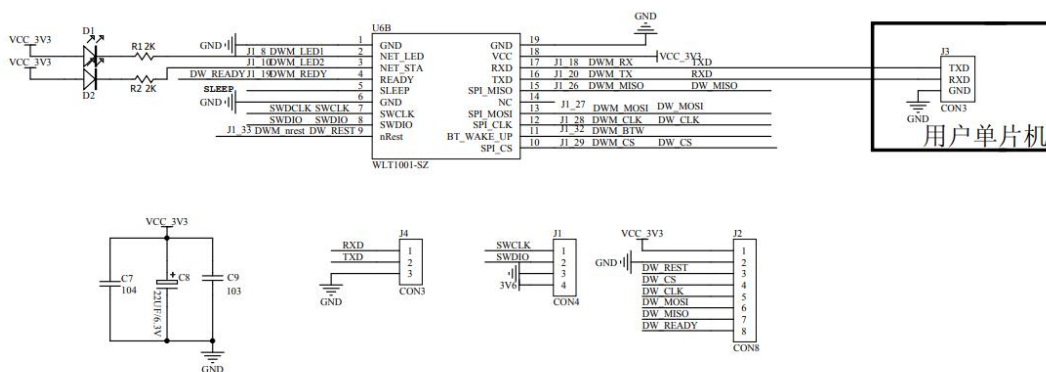 VCC_3V3
D1
R1 2K
VCC_3V3
D2
R2 2K
GND
J1_8 DWM_LED1
J1_10 DWM_LED2
DW_READY J1_19 DWM_REDY
SLEEP
GND
SWDCLK SWCLK
SWDIO SWDIO
J1_33 DWM_nrest DW_REST
U6B
1 GND
2 NET_LED
3 NET_STA
4 READY
5 SLEEP
6 GND
7 SWCLK
8 SWDIO
9 nRest
WLT1001-SZ
GND 19
VCC 18
RXD 17
TXD 16
SPI_MISO 15
NC 14
SPI_MOSI 13
SPI_CLK 12
BT_WAKE_UP 11
SPI_CS 10
GND
VCC_3V3
J1_18 DWM_RX TXD
J1_20 DWM_TX RXD
J1_26 DWM_MISO DW_MISO
J1_27 DWM_MOSI DW_MOSI
J1_28 DWM_CLK DW_CLK
J1_32 DWM_BTW
J1_29 DWM_CS DW_CS
J3
TXD
RXD
GND
CON3
GND
用户单片机
VCC_3V3
C7
104
C8
+
22UF/6.3V
C9
103
GND
J4
RXD 1
TXD 2
3
GND
CON3
J1
SWCLK 1
SWDIO 2
3
3V6 4
CON4
VCC_3V3
J2
1
GND 2
DW_REST 3
DW_CS 4
DW_CLK 5
DW_MOSI 6
DW_MISO 7
DW_READY 8
CON8